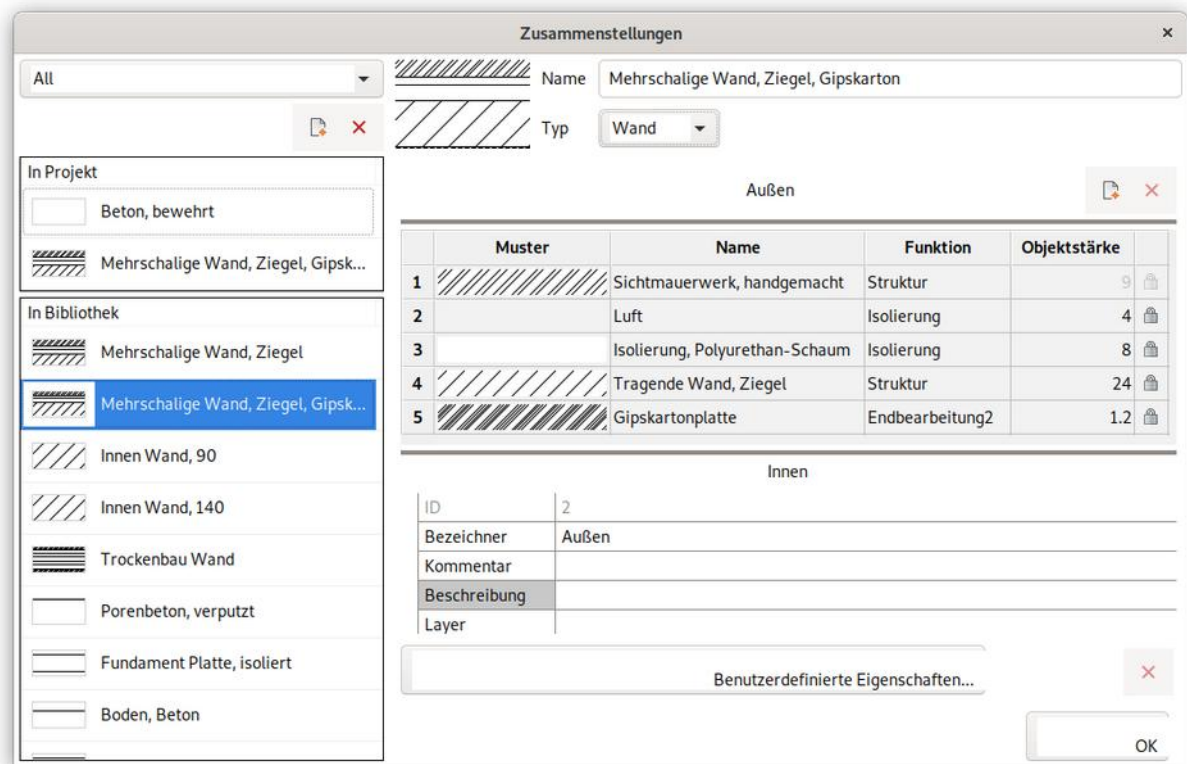 Zusammenstellungen ×
All
Name Mehrschalige Wand, Ziegel, Gipskarton
Typ Wand
In Projekt
Beton, bewehrt
Mehrschalige Wand, Ziegel, Gipsk...
In Bibliothek
Mehrschalige Wand, Ziegel
Mehrschalige Wand, Ziegel, Gipsk...
Innen Wand, 90
Innen Wand, 140
Trockenbau Wand
Porenbeton, verputzt
Fundament Platte, isoliert
Boden, Beton
Außen
Muster Name Funktion Objektstärke
1 Sichtmauerwerk, handgemacht Struktur 9
2 Luft Isolierung 4
3 Isolierung, Polyurethan-Schaum Isolierung 8
4 Tragende Wand, Ziegel Struktur 24
5 Gipskartonplatte Endbearbeitung2 1.2
Innen
ID 2
Bezeichner Außen
Kommentar
Beschreibung
Layer
Benutzerdefinierte Eigenschaften...
OK